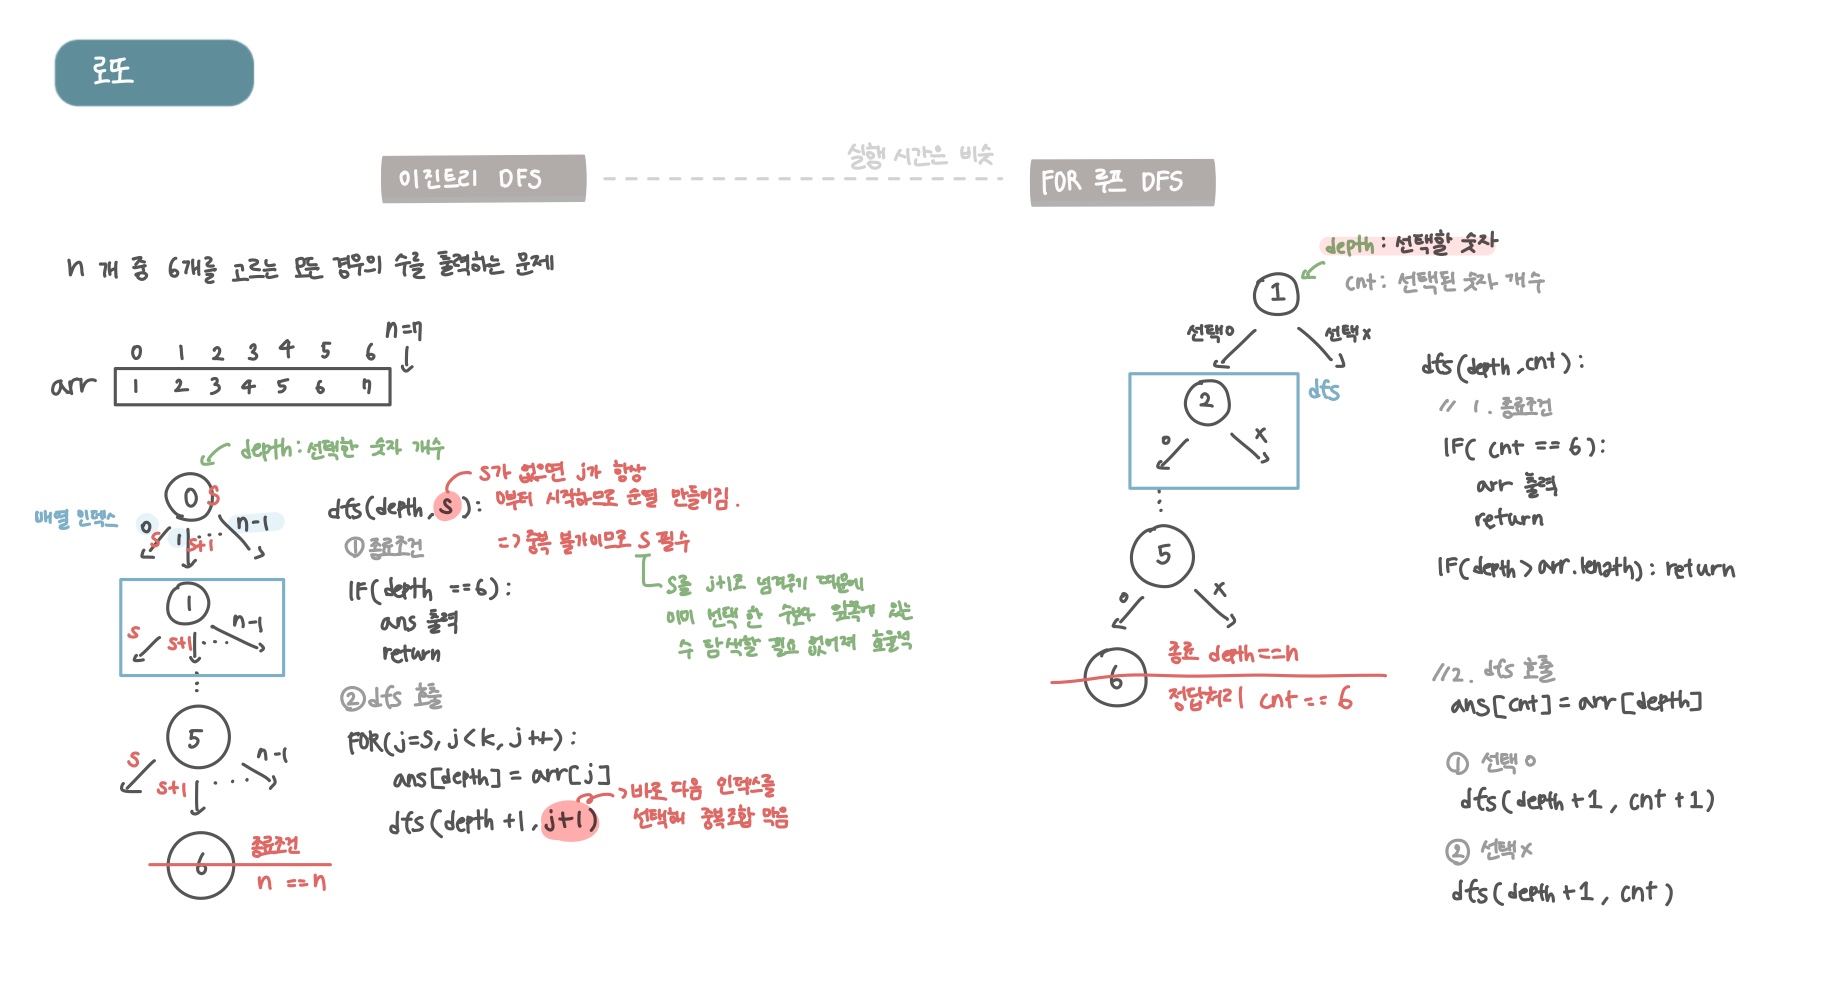 로또
이진트리 DFS
실행 시간은 비슷
FOR 루프 DFS
n 개 중 6개를 고르는 모든 경우의 수를 출력하는 문제
n=7
0 1 2 3 4 5 6
arr 1 2 3 4 5 6 7
depth : 선택한 숫자 개수
0 S
배열 인덱스
0 1 ... n-1
S S+1
1
S S+1 ... n-1
5
S S+1 ... n-1
6
종료조건
n == n
dfs(depth, S):
S가 없으면 j가 항상
0부터 시작하므로 순열 만들어짐.
=> 중복 불가이므로 S 필수
S를 j+1로 넘겨주기 때문에
이미 선택 한 수보다 앞쪽에 있는
수 탐색할 필요 없어져 효율적
① 종료조건
IF(depth ==6):
ans 출력
return
② dfs 호출
FOR(j=S, j<k, j++):
ans[depth] = arr[j]
dfs(depth +1, j+1)
바로 다음 인덱스를
선택해 중복조합 막음
depth : 선택할 숫자
cnt : 선택된 숫자 개수
1
선택o 선택x
2
dfs
o x
5
o x
6
종료 depth==n
정답처리 cnt == 6
dfs(depth, cnt):
// 1. 종료조건
IF( cnt == 6):
arr 출력
return
IF(depth > arr.length): return
//2. dfs 호출
ans[cnt] = arr[depth]
① 선택o
dfs(depth+1, cnt+1)
② 선택x
dfs(depth+1, cnt)